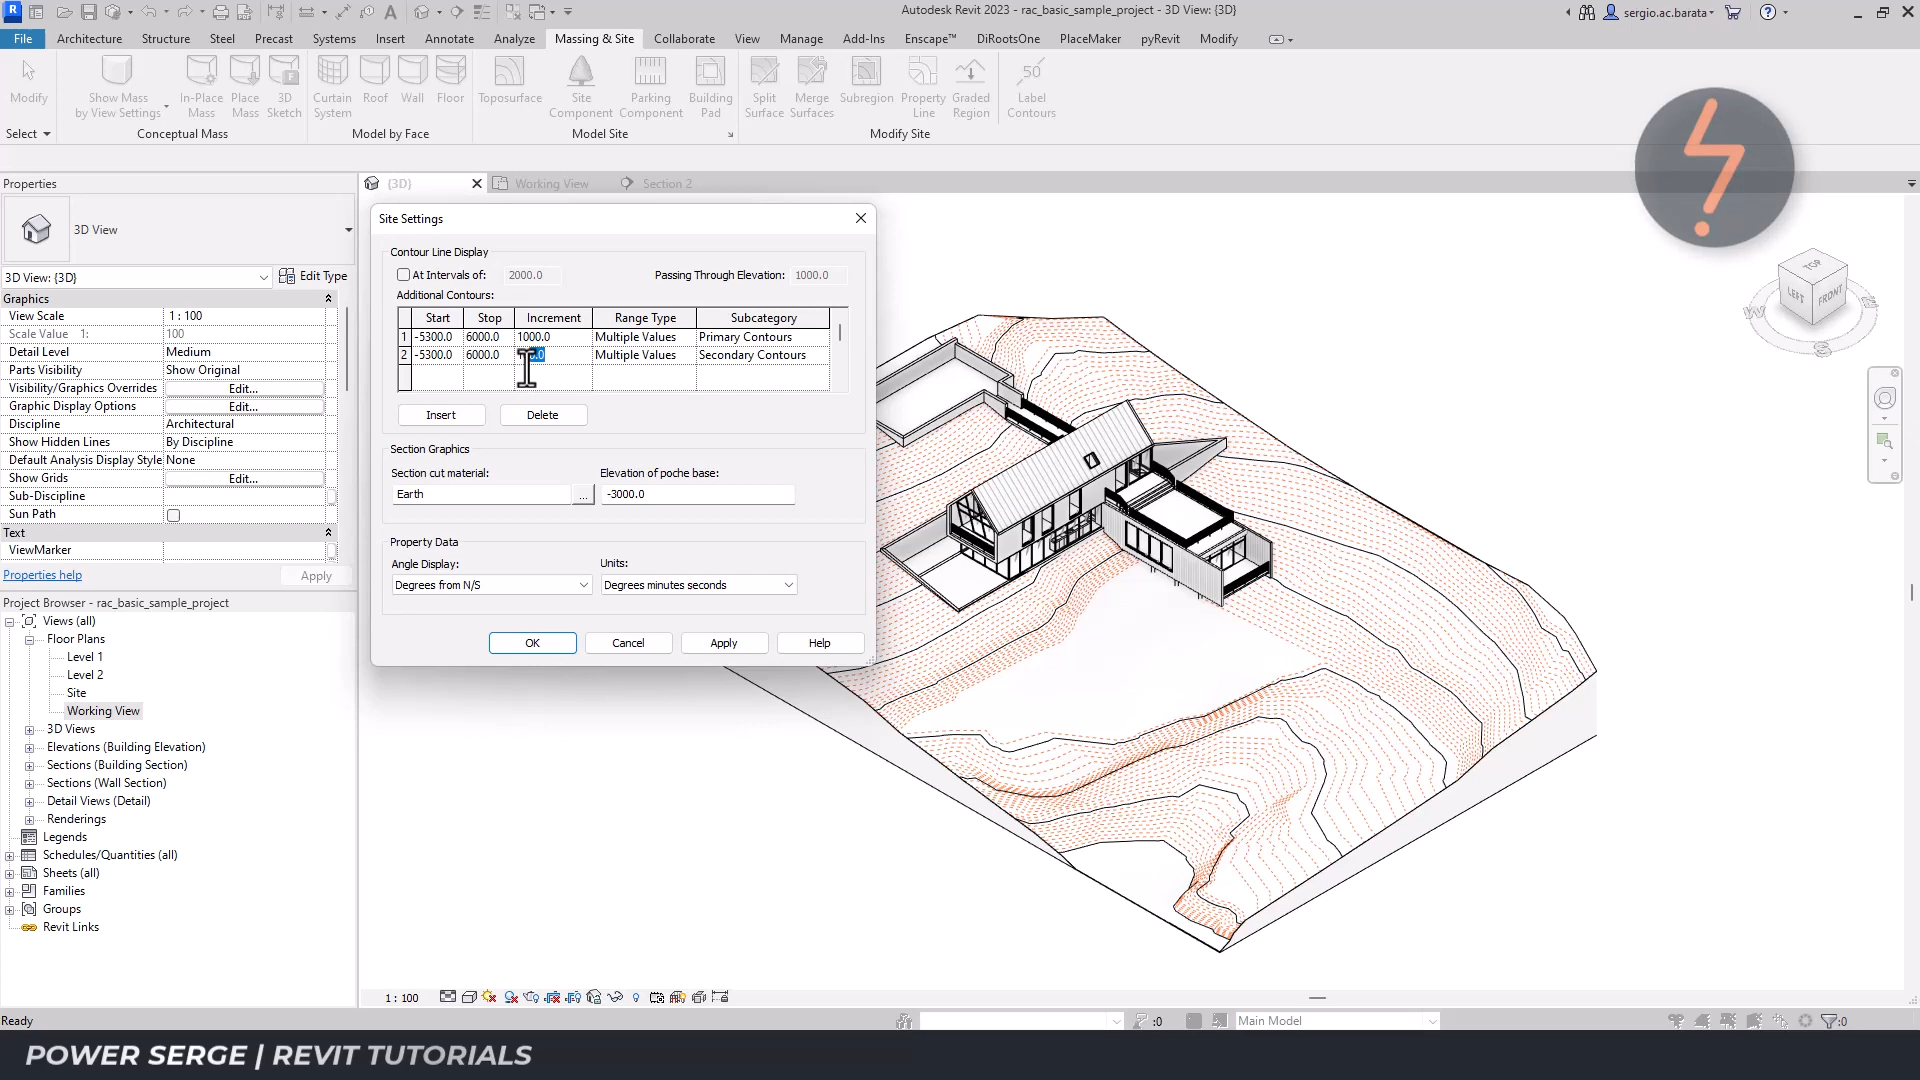 Autodesk Revit 2023 - rac_basic_sample_project - 3D View: {3D}
sergio.ac.barata
File Architecture Structure Steel Precast Systems Insert Annotate Analyze Massing & Site Collaborate View Manage Add-Ins Enscape™ DiRootsOne PlaceMaker pyRevit Modify
Modify
Show Mass
by View Settings
In-Place
Mass
Place
Mass
3D
Sketch
Curtain
System
Roof
Wall
Floor
Toposurface
Site
Component
Parking
Component
Building
Pad
Split
Surface
Merge
Surfaces
Subregion
Property
Line
Graded
Region
50
Label
Contours
Select
Conceptual Mass
Model by Face
Model Site
Modify Site
Properties
{3D}
Working View
Section 2
3D View
3D View: {3D}
Edit Type
Graphics
View Scale 1 : 100
Scale Value 1: 100
Detail Level Medium
Parts Visibility Show Original
Visibility/Graphics Overrides Edit...
Graphic Display Options Edit...
Discipline Architectural
Show Hidden Lines By Discipline
Default Analysis Display Style None
Show Grids Edit...
Sub-Discipline
Sun Path
Text
ViewMarker
Properties help
Apply
Project Browser - rac_basic_sample_project
Views (all)
Floor Plans
Level 1
Level 2
Site
Working View
3D Views
Elevations (Building Elevation)
Sections (Building Section)
Sections (Wall Section)
Detail Views (Detail)
Renderings
Legends
Schedules/Quantities (all)
Sheets (all)
Families
Groups
Revit Links
Site Settings
Contour Line Display
At Intervals of: 2000.0 Passing Through Elevation: 1000.0
Additional Contours:
Start Stop Increment Range Type Subcategory
1 -5300.0 6000.0 1000.0 Multiple Values Primary Contours
2 -5300.0 6000.0 Multiple Values Secondary Contours
Insert Delete
Section Graphics
Section cut material: Elevation of poche base:
Earth ... -3000.0
Property Data
Angle Display: Units:
Degrees from N/S Degrees minutes seconds
OK Cancel Apply Help
TOP
LEFT
FRONT
W
1 : 100
Ready
:0
Main Model
:0
POWER SERGE | REVIT TUTORIALS